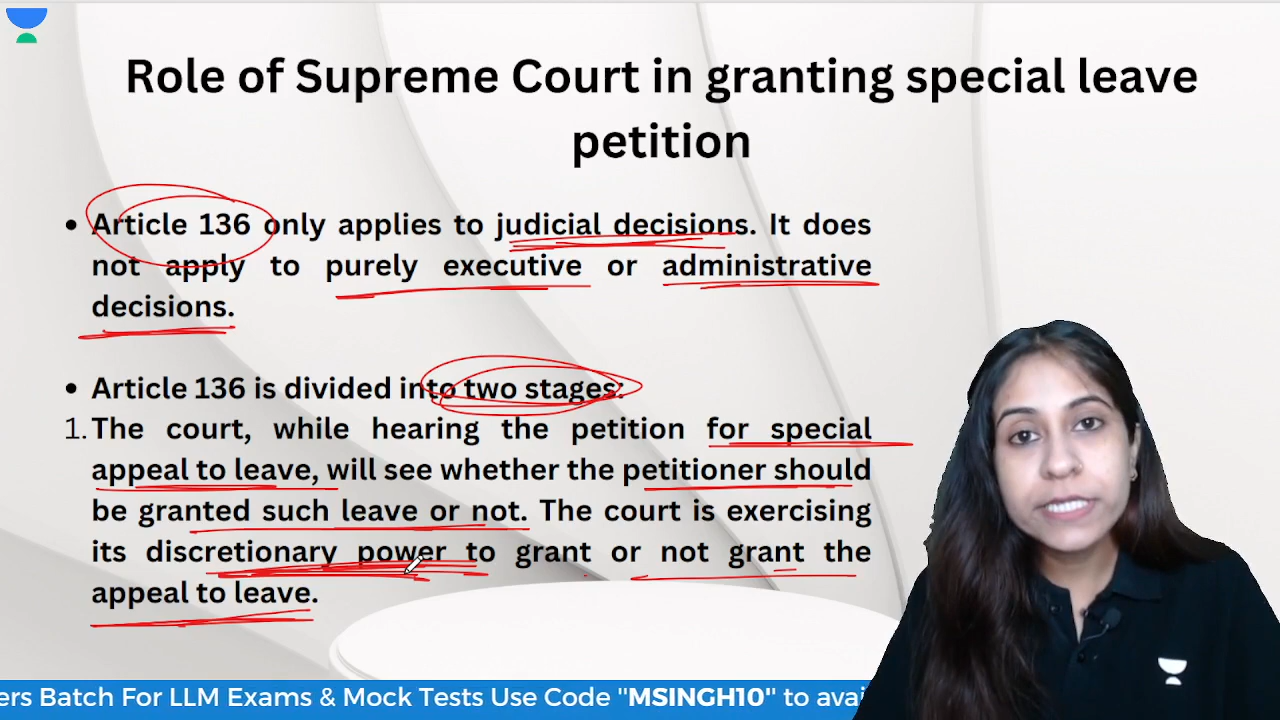 Role of Supreme Court in granting special leave
petition
• Article 136 only applies to judicial decisions. It does
not apply to purely executive or administrative
decisions.
• Article 136 is divided into two stages:
1. The court, while hearing the petition for special
appeal to leave, will see whether the petitioner should
be granted such leave or not. The court is exercising
its discretionary power to grant or not grant the
appeal to leave.
ers Batch For LLM Exams & Mock Tests Use Code "MSINGH10" to avai